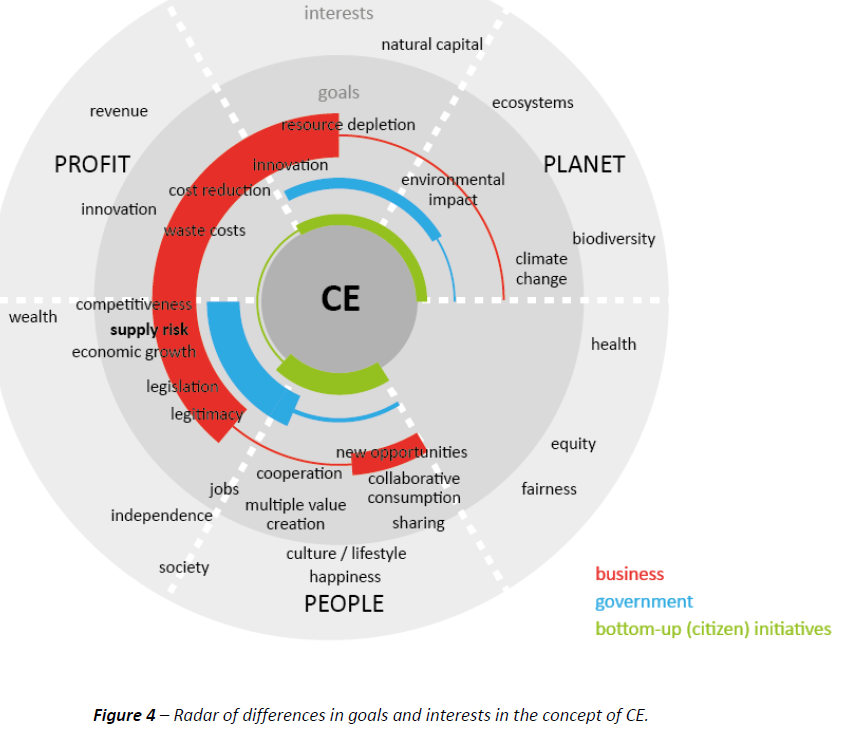 interests
natural capital
goals
ecosystems
revenue
resource depletion
PROFIT
innovation
PLANET
cost reduction
environmental
impact
innovation
waste costs
biodiversity
climate
change
CE
competitiveness
wealth
supply risk
health
economic growth
legislation
legitimacy
equity
new opportunities
cooperation
collaborative
consumption
jobs
fairness
multiple value
creation
independence
sharing
culture / lifestyle
society
happiness
PEOPLE
business
government
bottom-up (citizen) initiatives
Figure 4 – Radar of differences in goals and interests in the concept of CE.